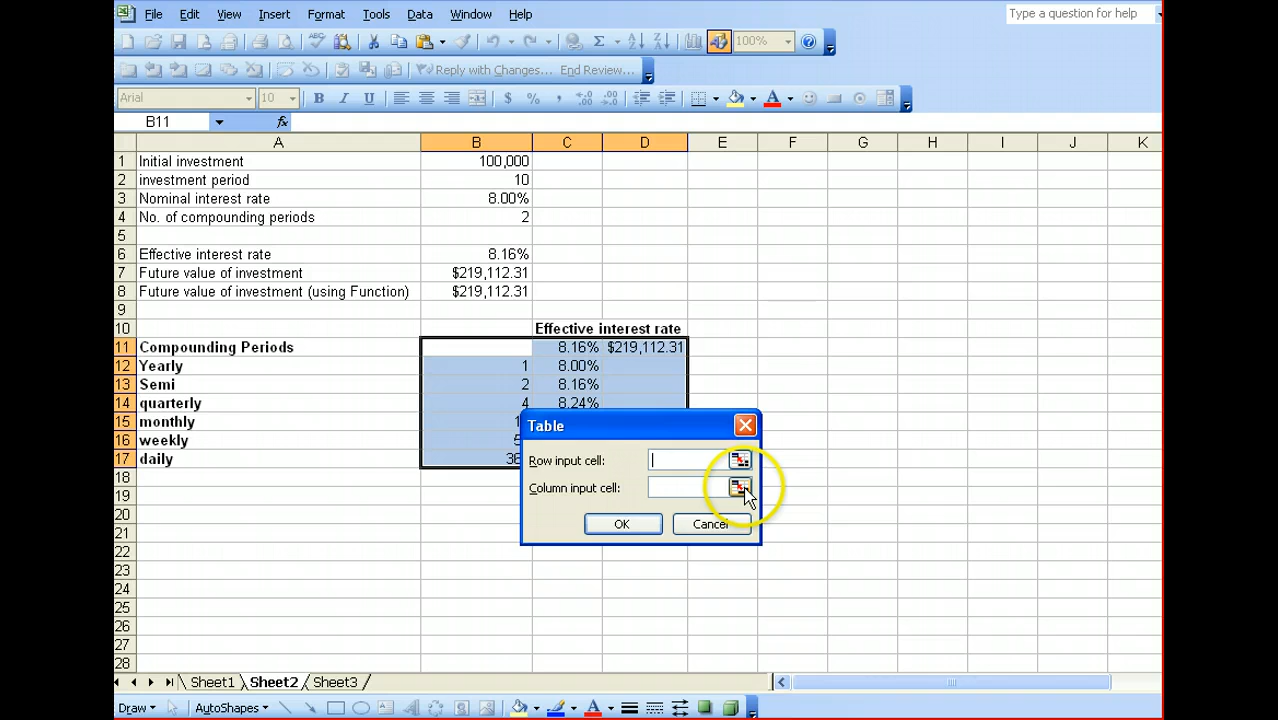 File Edit View Insert Format Tools Data Window Help Type a question for help
100%
Reply with Changes... End Review...
Arial 10 B I U $ % ,
B11 fx
A B C D E F G H I J K
1 Initial investment 100,000
2 investment period 10
3 Nominal interest rate 8.00%
4 No. of compounding periods 2
5
6 Effective interest rate 8.16%
7 Future value of investment $219,112.31
8 Future value of investment (using Function) $219,112.31
9
10 Effective interest rate
11 Compounding Periods 8.16% $219,112.31
12 Yearly 1 8.00%
13 Semi 2 8.16%
14 quarterly 4 8.24%
15 monthly 1
16 weekly 5
17 daily 36
Table
Row input cell:
Column input cell:
OK Cancel
18
19
20
21
22
23
24
25
26
27
28
Sheet1 Sheet2 Sheet3
Draw AutoShapes